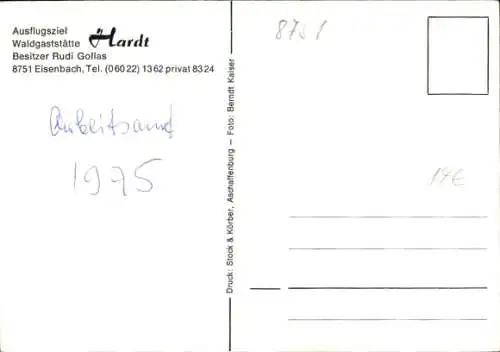 Ausflugsziel
Waldgaststätte Hardt
Besitzer Rudi Gollas
8751 Eisenbach, Tel. (06022) 1362 privat 8324
Arbeitsamt
1975
Druck: Stock & Körber, Aschaffenburg – Foto: Berndt Kaiser
8751
14€